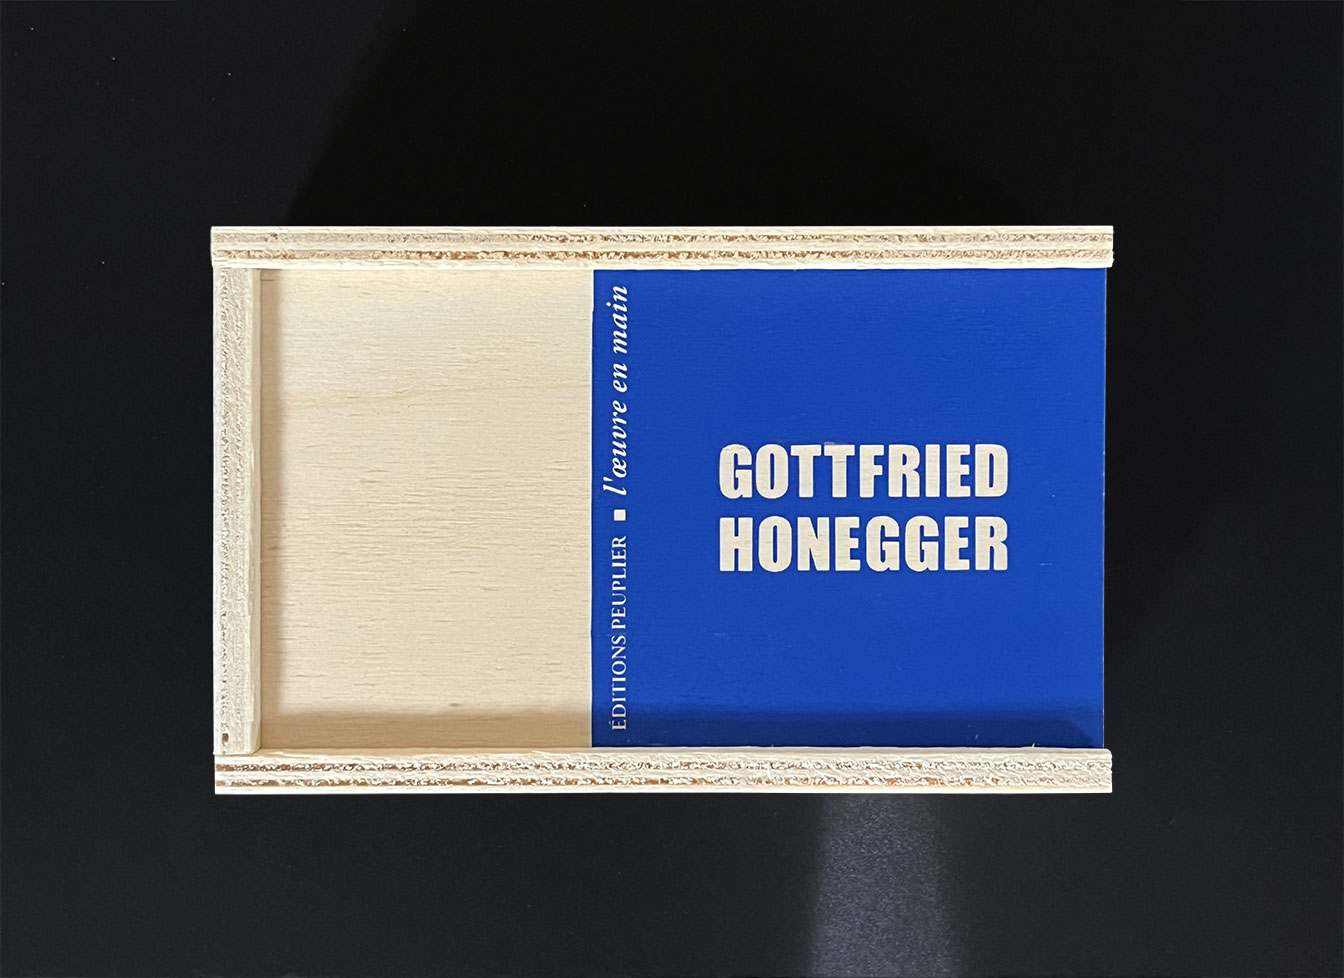 ÉDITIONS PEUPLIER ■ l'œuvre en main
GOTTFRIED
HONEGGER